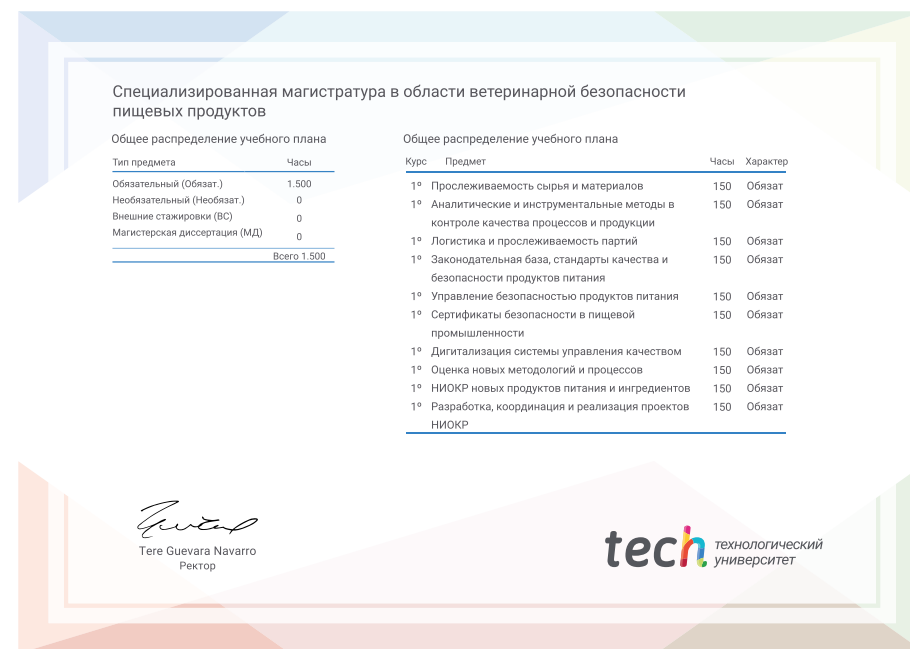 Специализированная магистратура в области ветеринарной безопасности
пищевых продуктов
Общее распределение учебного плана
Тип предмета Часы
Обязательный (Обязат.) 1.500
Необязательный (Необязат.) 0
Внешние стажировки (ВС) 0
Магистерская диссертация (МД) 0
Всего 1.500
Общее распределение учебного плана
Курс Предмет Часы Характер
1º Прослеживаемость сырья и материалов 150 Обязат
1º Аналитические и инструментальные методы в 150 Обязат
контроле качества процессов и продукции
1º Логистика и прослеживаемость партий 150 Обязат
1º Законодательная база, стандарты качества и 150 Обязат
безопасности продуктов питания
1º Управление безопасностью продуктов питания 150 Обязат
1º Сертификаты безопасности в пищевой 150 Обязат
промышленности
1º Дигитализация системы управления качеством 150 Обязат
1º Оценка новых методологий и процессов 150 Обязат
1º НИОКР новых продуктов питания и ингредиентов 150 Обязат
1º Разработка, координация и реализация проектов 150 Обязат
НИОКР
Tere Guevara Navarro
Ректор
tech технологический
университет